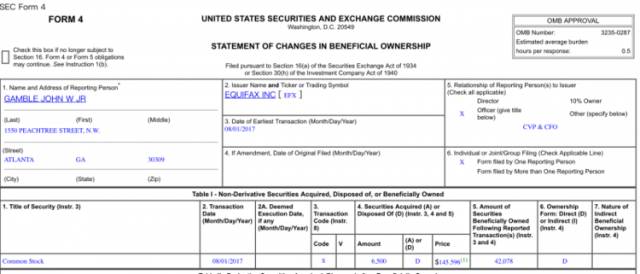 SEC Form 4
FORM 4
UNITED STATES SECURITIES AND EXCHANGE COMMISSION
Washington, D.C. 20549
STATEMENT OF CHANGES IN BENEFICIAL OWNERSHIP
Filed pursuant to Section 16(a) of the Securities Exchange Act of 1934
or Section 30(h) of the Investment Company Act of 1940
OMB APPROVAL
OMB Number: 3235-0287
Estimated average burden
hours per response: 0.5
Check this box if no longer subject to
Section 16. Form 4 or Form 5 obligations
may continue. See Instruction 1(b).
1. Name and Address of Reporting Person*
GAMBLE JOHN W JR
(Last) (First) (Middle)
1550 PEACHTREE STREET, N.W.
(Street)
ATLANTA GA 30309
(City) (State) (Zip)
2. Issuer Name and Ticker or Trading Symbol
EQUIFAX INC [ EFX ]
3. Date of Earliest Transaction (Month/Day/Year)
08/01/2017
4. If Amendment, Date of Original Filed (Month/Day/Year)
5. Relationship of Reporting Person(s) to Issuer
(Check all applicable)
Director 10% Owner
X Officer (give title below) Other (specify below)
CVP & CFO
6. Individual or Joint/Group Filing (Check Applicable Line)
X Form filed by One Reporting Person
Form filed by More than One Reporting Person
Table I - Non-Derivative Securities Acquired, Disposed of, or Beneficially Owned
1. Title of Security (Instr. 3)
2. Transaction Date (Month/Day/Year)
2A. Deemed Execution Date, if any (Month/Day/Year)
3. Transaction Code (Instr. 8)
4. Securities Acquired (A) or Disposed Of (D) (Instr. 3, 4 and 5)
5. Amount of Securities Beneficially Owned Following Reported Transaction(s) (Instr. 3 and 4)
6. Ownership Form: Direct (D) or Indirect (I) (Instr. 4)
7. Nature of Indirect Beneficial Ownership (Instr. 4)
Code V Amount (A) or (D) Price
Common Stock 08/01/2017 6,500 D $145.596(1) 42,078 D